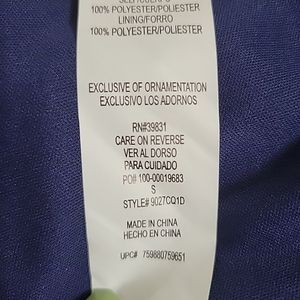 100% POLYESTER/POLIESTER
LINING/FORRO
100% POLYESTER/POLIESTER
EXCLUSIVE OF ORNAMENTATION
EXCLUSIVO LOS ADORNOS
RN#39831
CARE ON REVERSE
VER AL DORSO
PARA CUIDADO
PO# 100-00019683
S
STYLE# 9027CQ1D
MADE IN CHINA
HECHO EN CHINA
UPC# 759880759651